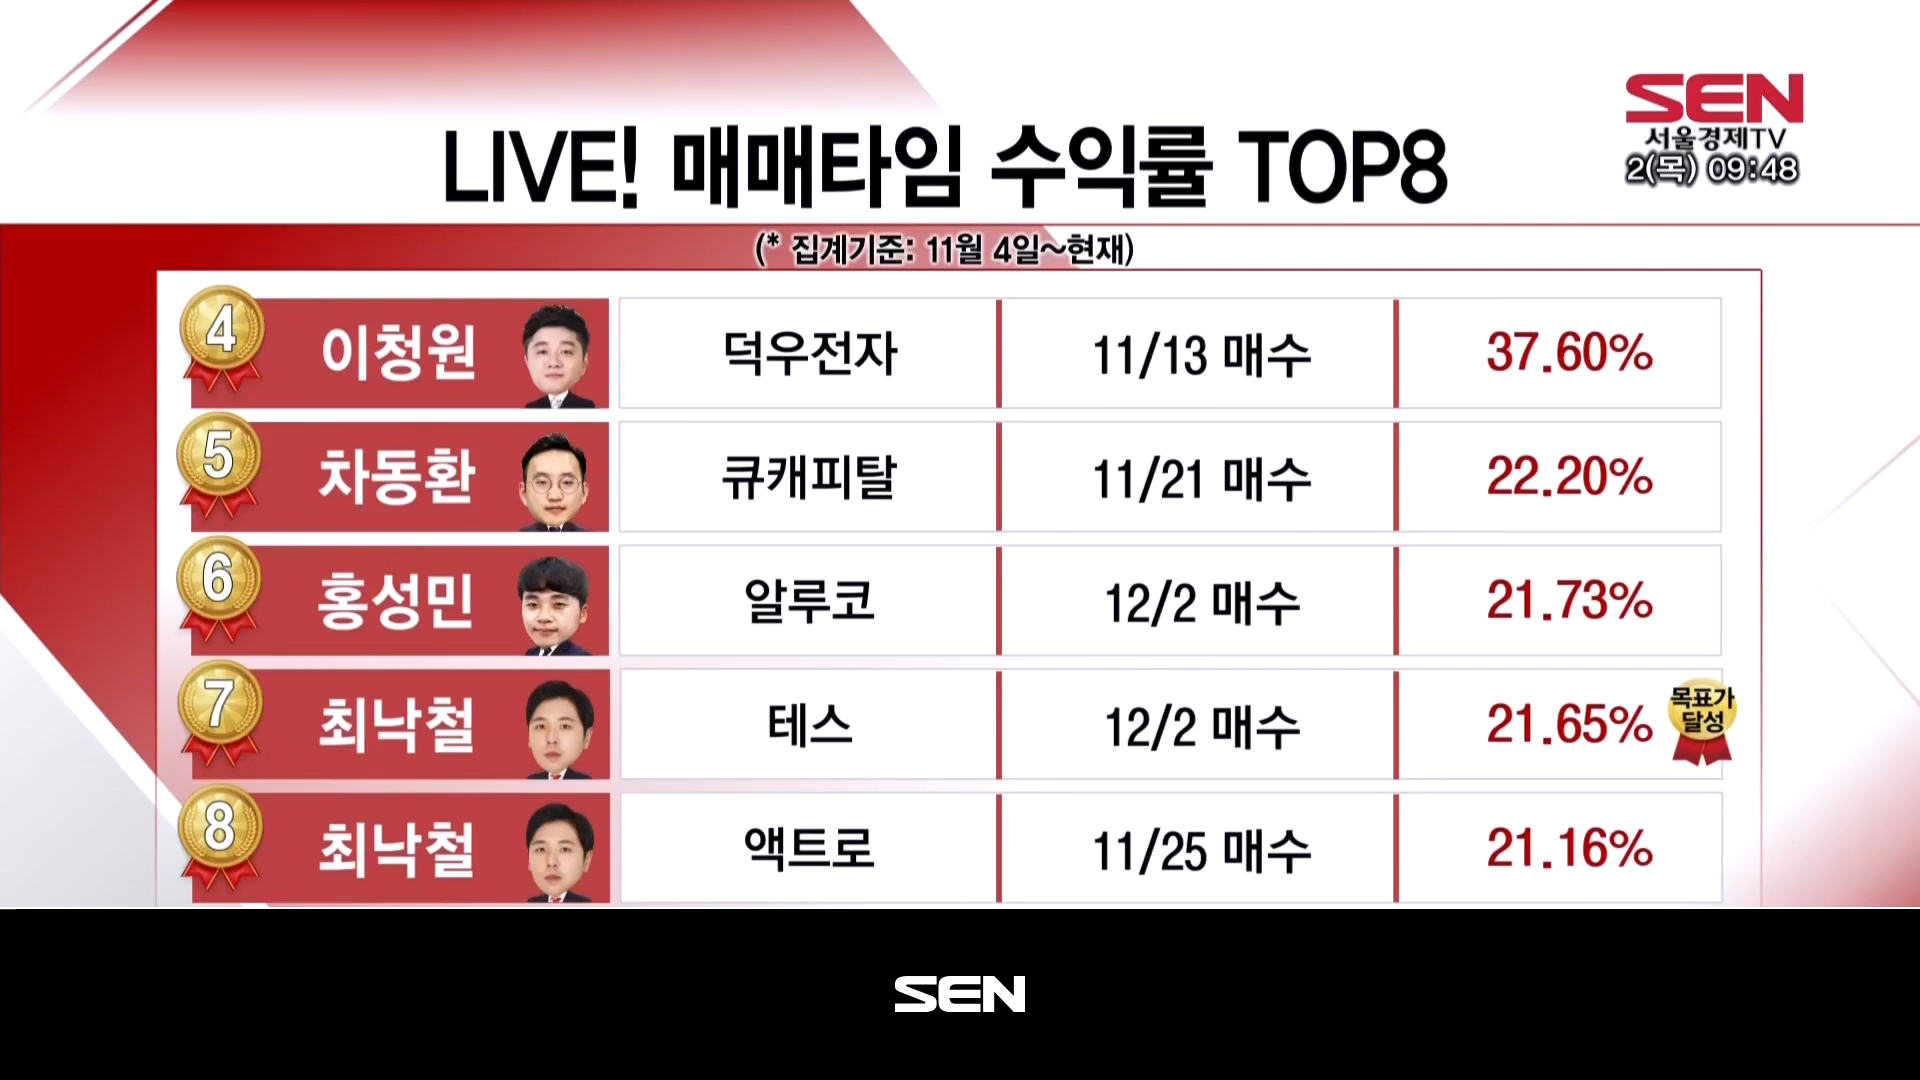 SEN
서울경제TV
2(목) 09:48
LIVE! 매매타임 수익률 TOP8
(* 집계기준: 11월 4일~현재)
4 이청원 덕우전자 11/13 매수 37.60%
5 차동환 큐캐피탈 11/21 매수 22.20%
6 홍성민 알루코 12/2 매수 21.73%
7 최낙철 테스 12/2 매수 21.65% 목표가
달성
8 최낙철 액트로 11/25 매수 21.16%
SEN